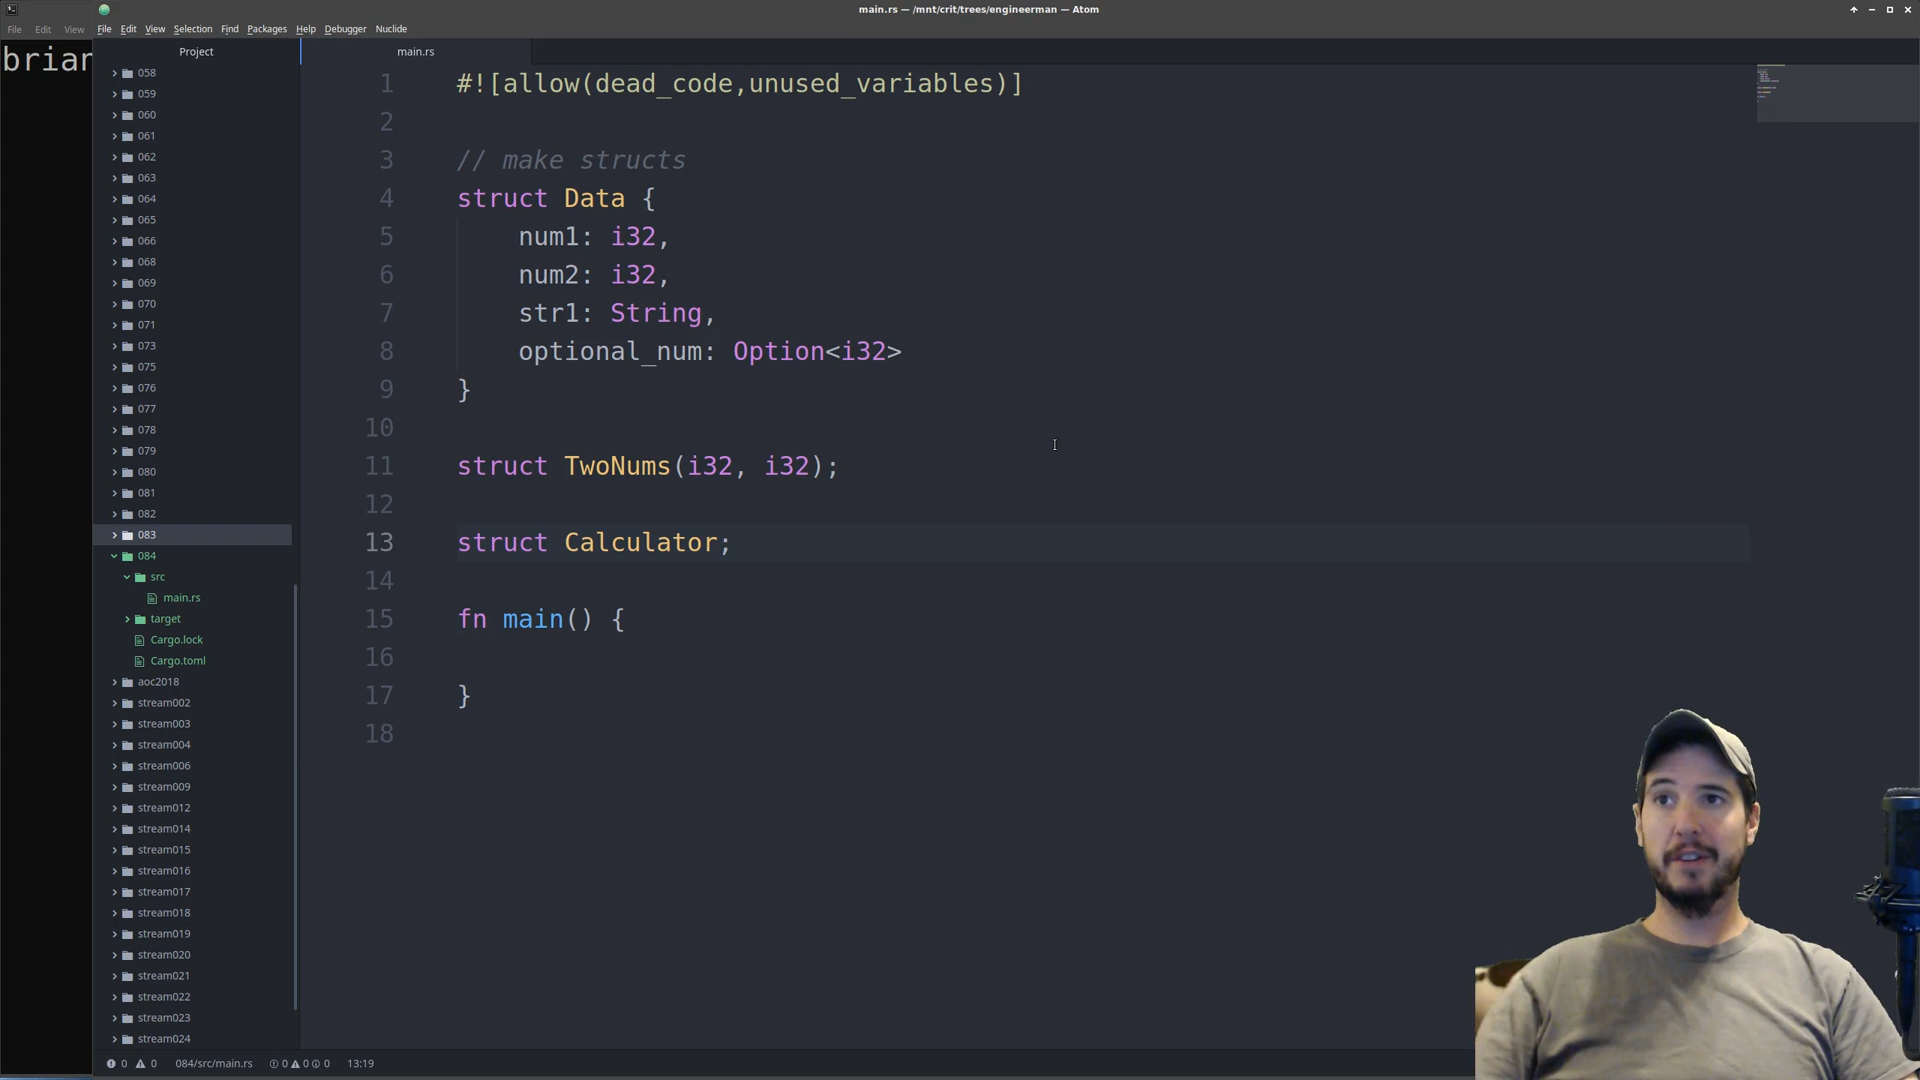 main.rs — /mnt/crit/trees/engineerman — Atom
File Edit View
File Edit View Selection Find Packages Help Debugger Nuclide
brian
Project
main.rs
058
059
060
061
062
063
064
065
066
068
069
070
071
073
075
076
077
078
079
080
081
082
083
084
src
main.rs
target
Cargo.lock
Cargo.toml
aoc2018
stream002
stream003
stream004
stream006
stream009
stream012
stream014
stream015
stream016
stream017
stream018
stream019
stream020
stream021
stream022
stream023
stream024
1 #![allow(dead_code,unused_variables)]
2
3 // make structs
4 struct Data {
5 num1: i32,
6 num2: i32,
7 str1: String,
8 optional_num: Option<i32>
9 }
10
11 struct TwoNums(i32, i32);
12
13 struct Calculator;
14
15 fn main() {
16
17 }
18
0 0 084/src/main.rs 0 0 0 13:19